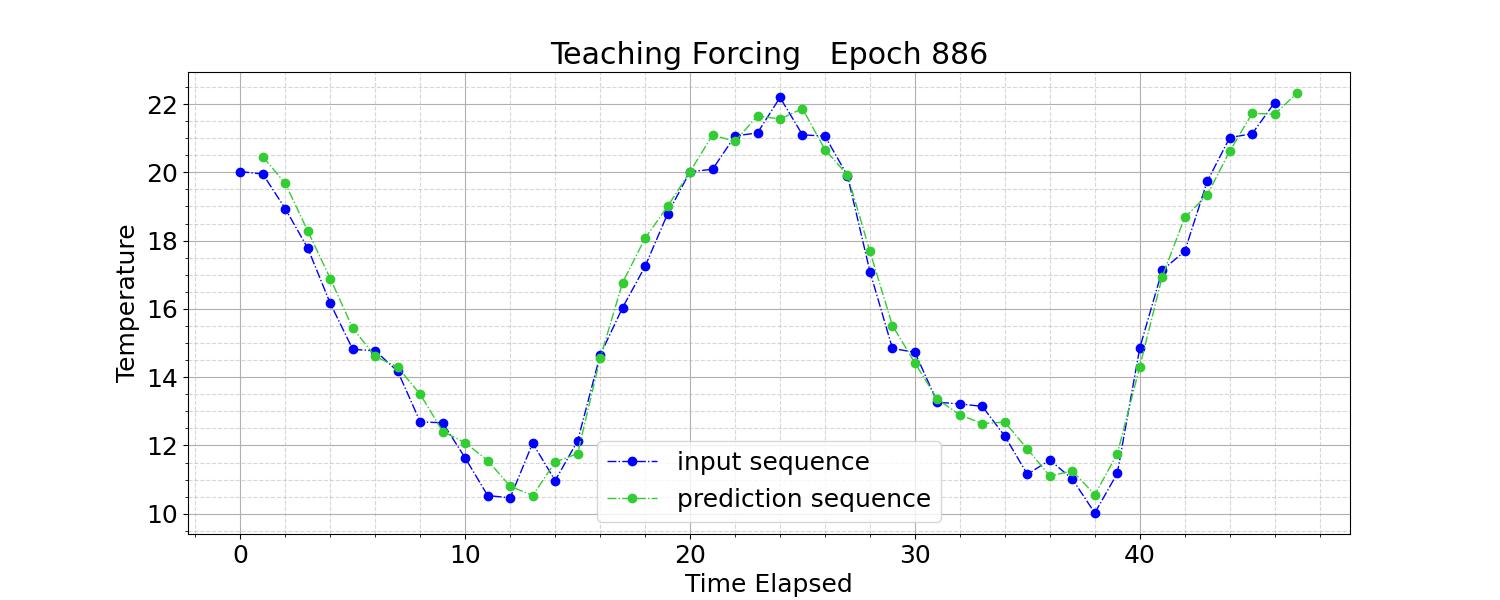 Teaching Forcing   Epoch 886
22
20
18
16
14
12
10
Temperature
input sequence
prediction sequence
0 10 20 30 40
Time Elapsed